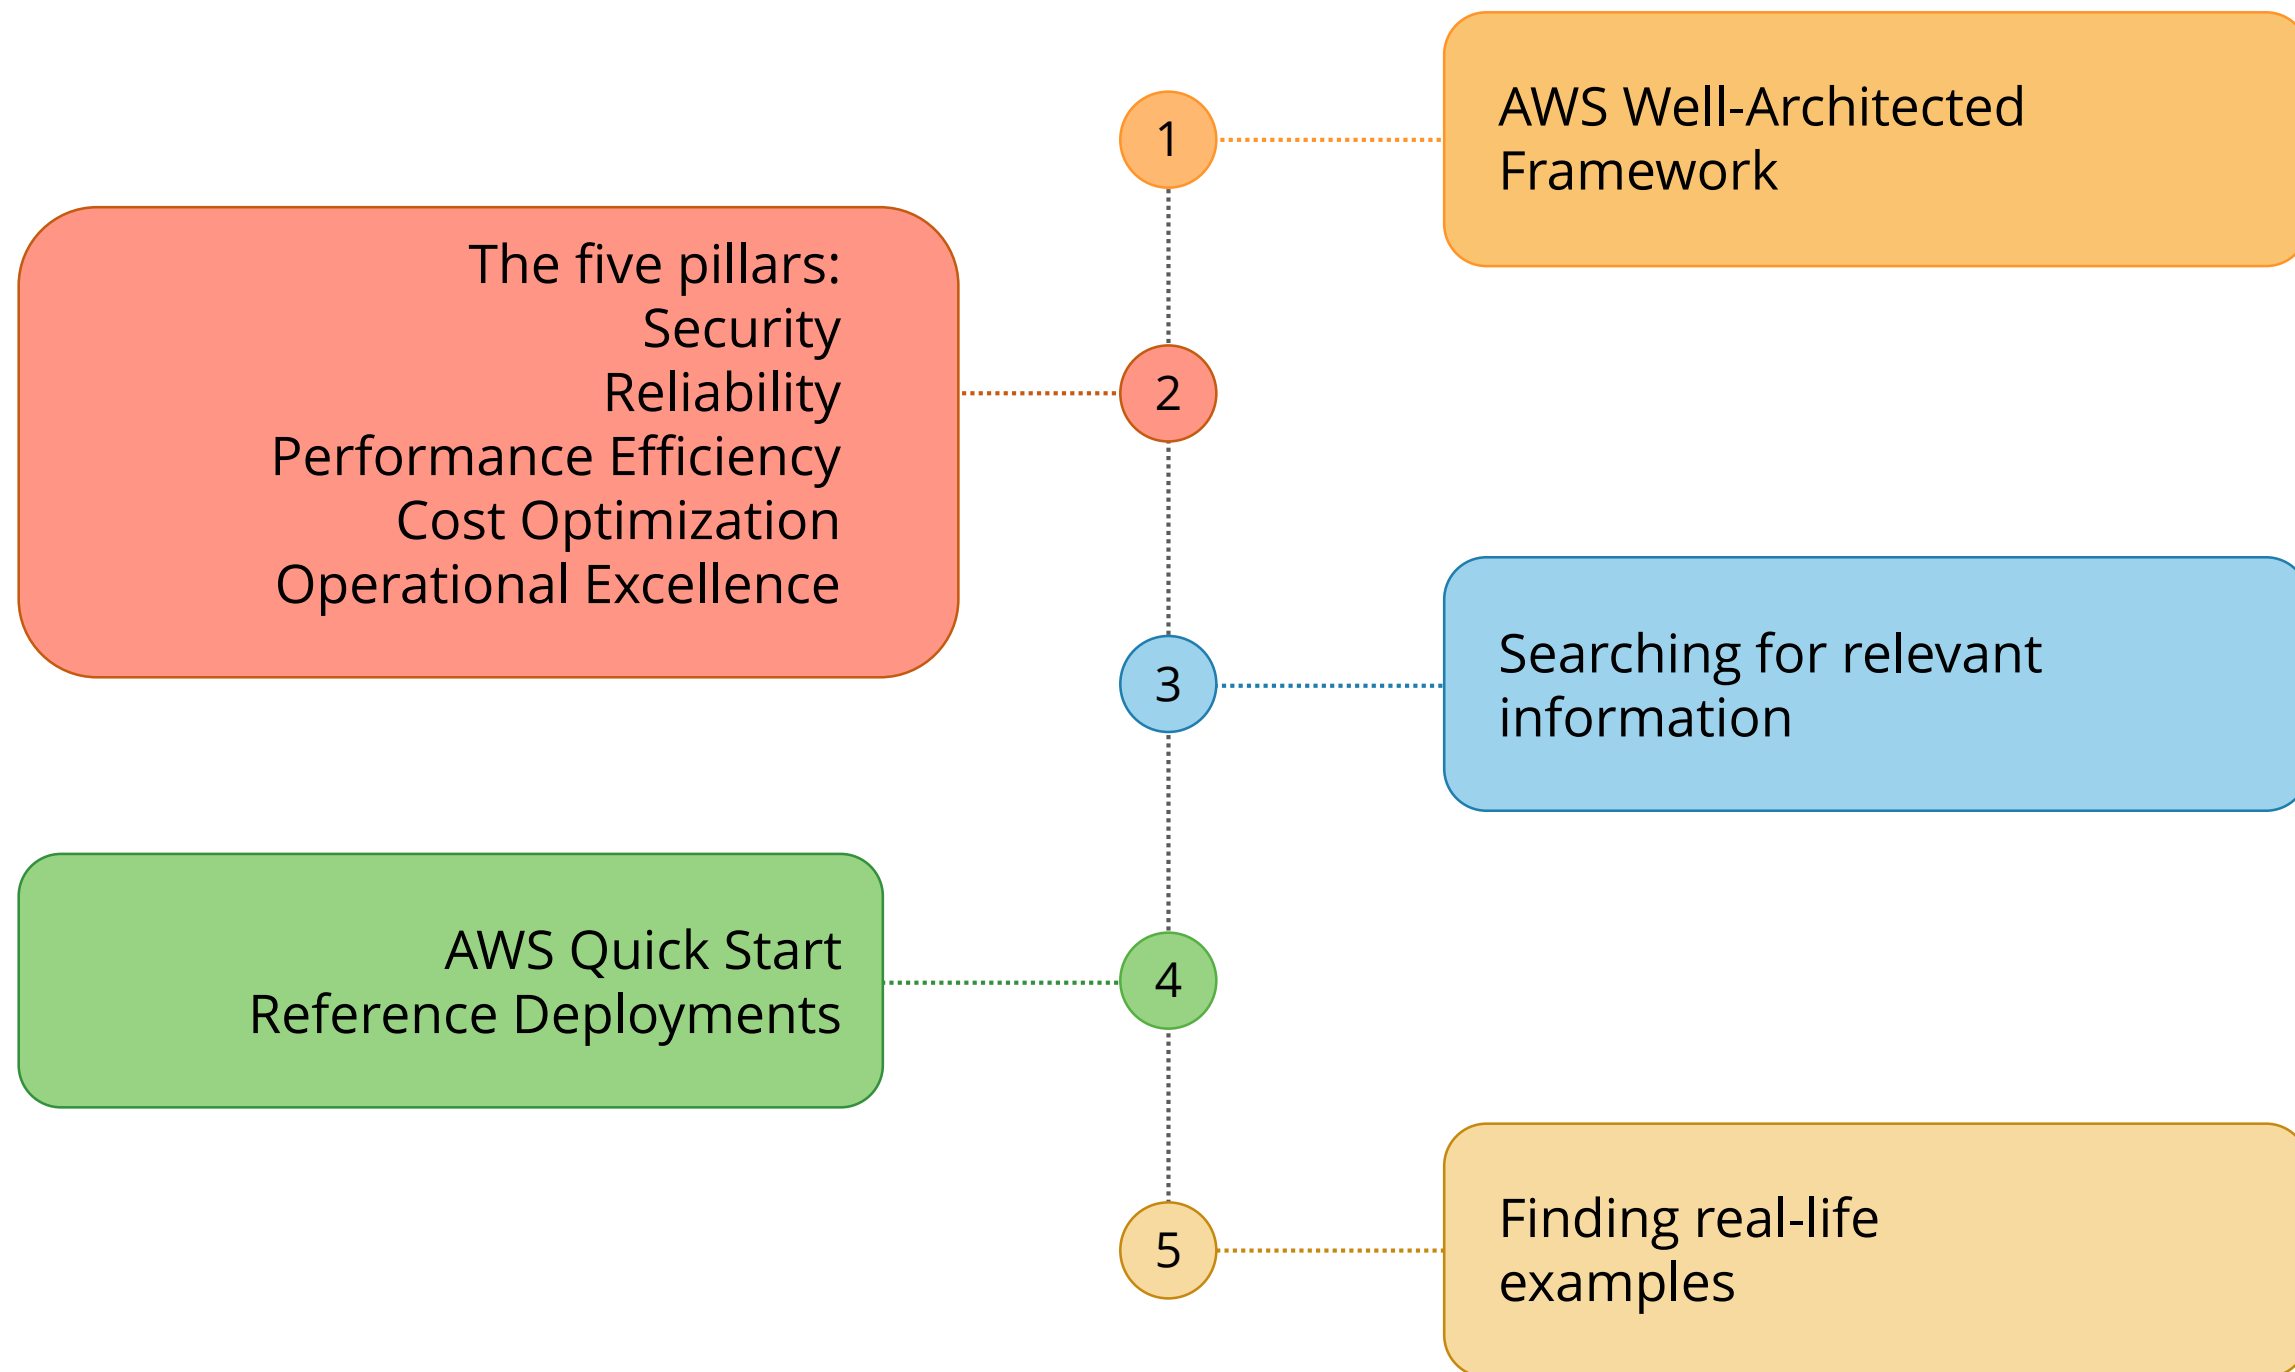 1
AWS Well-Architected
Framework
2
The five pillars:
Security
Reliability
Performance Efficiency
Cost Optimization
Operational Excellence
3
Searching for relevant
information
4
AWS Quick Start
Reference Deployments
5
Finding real-life
examples